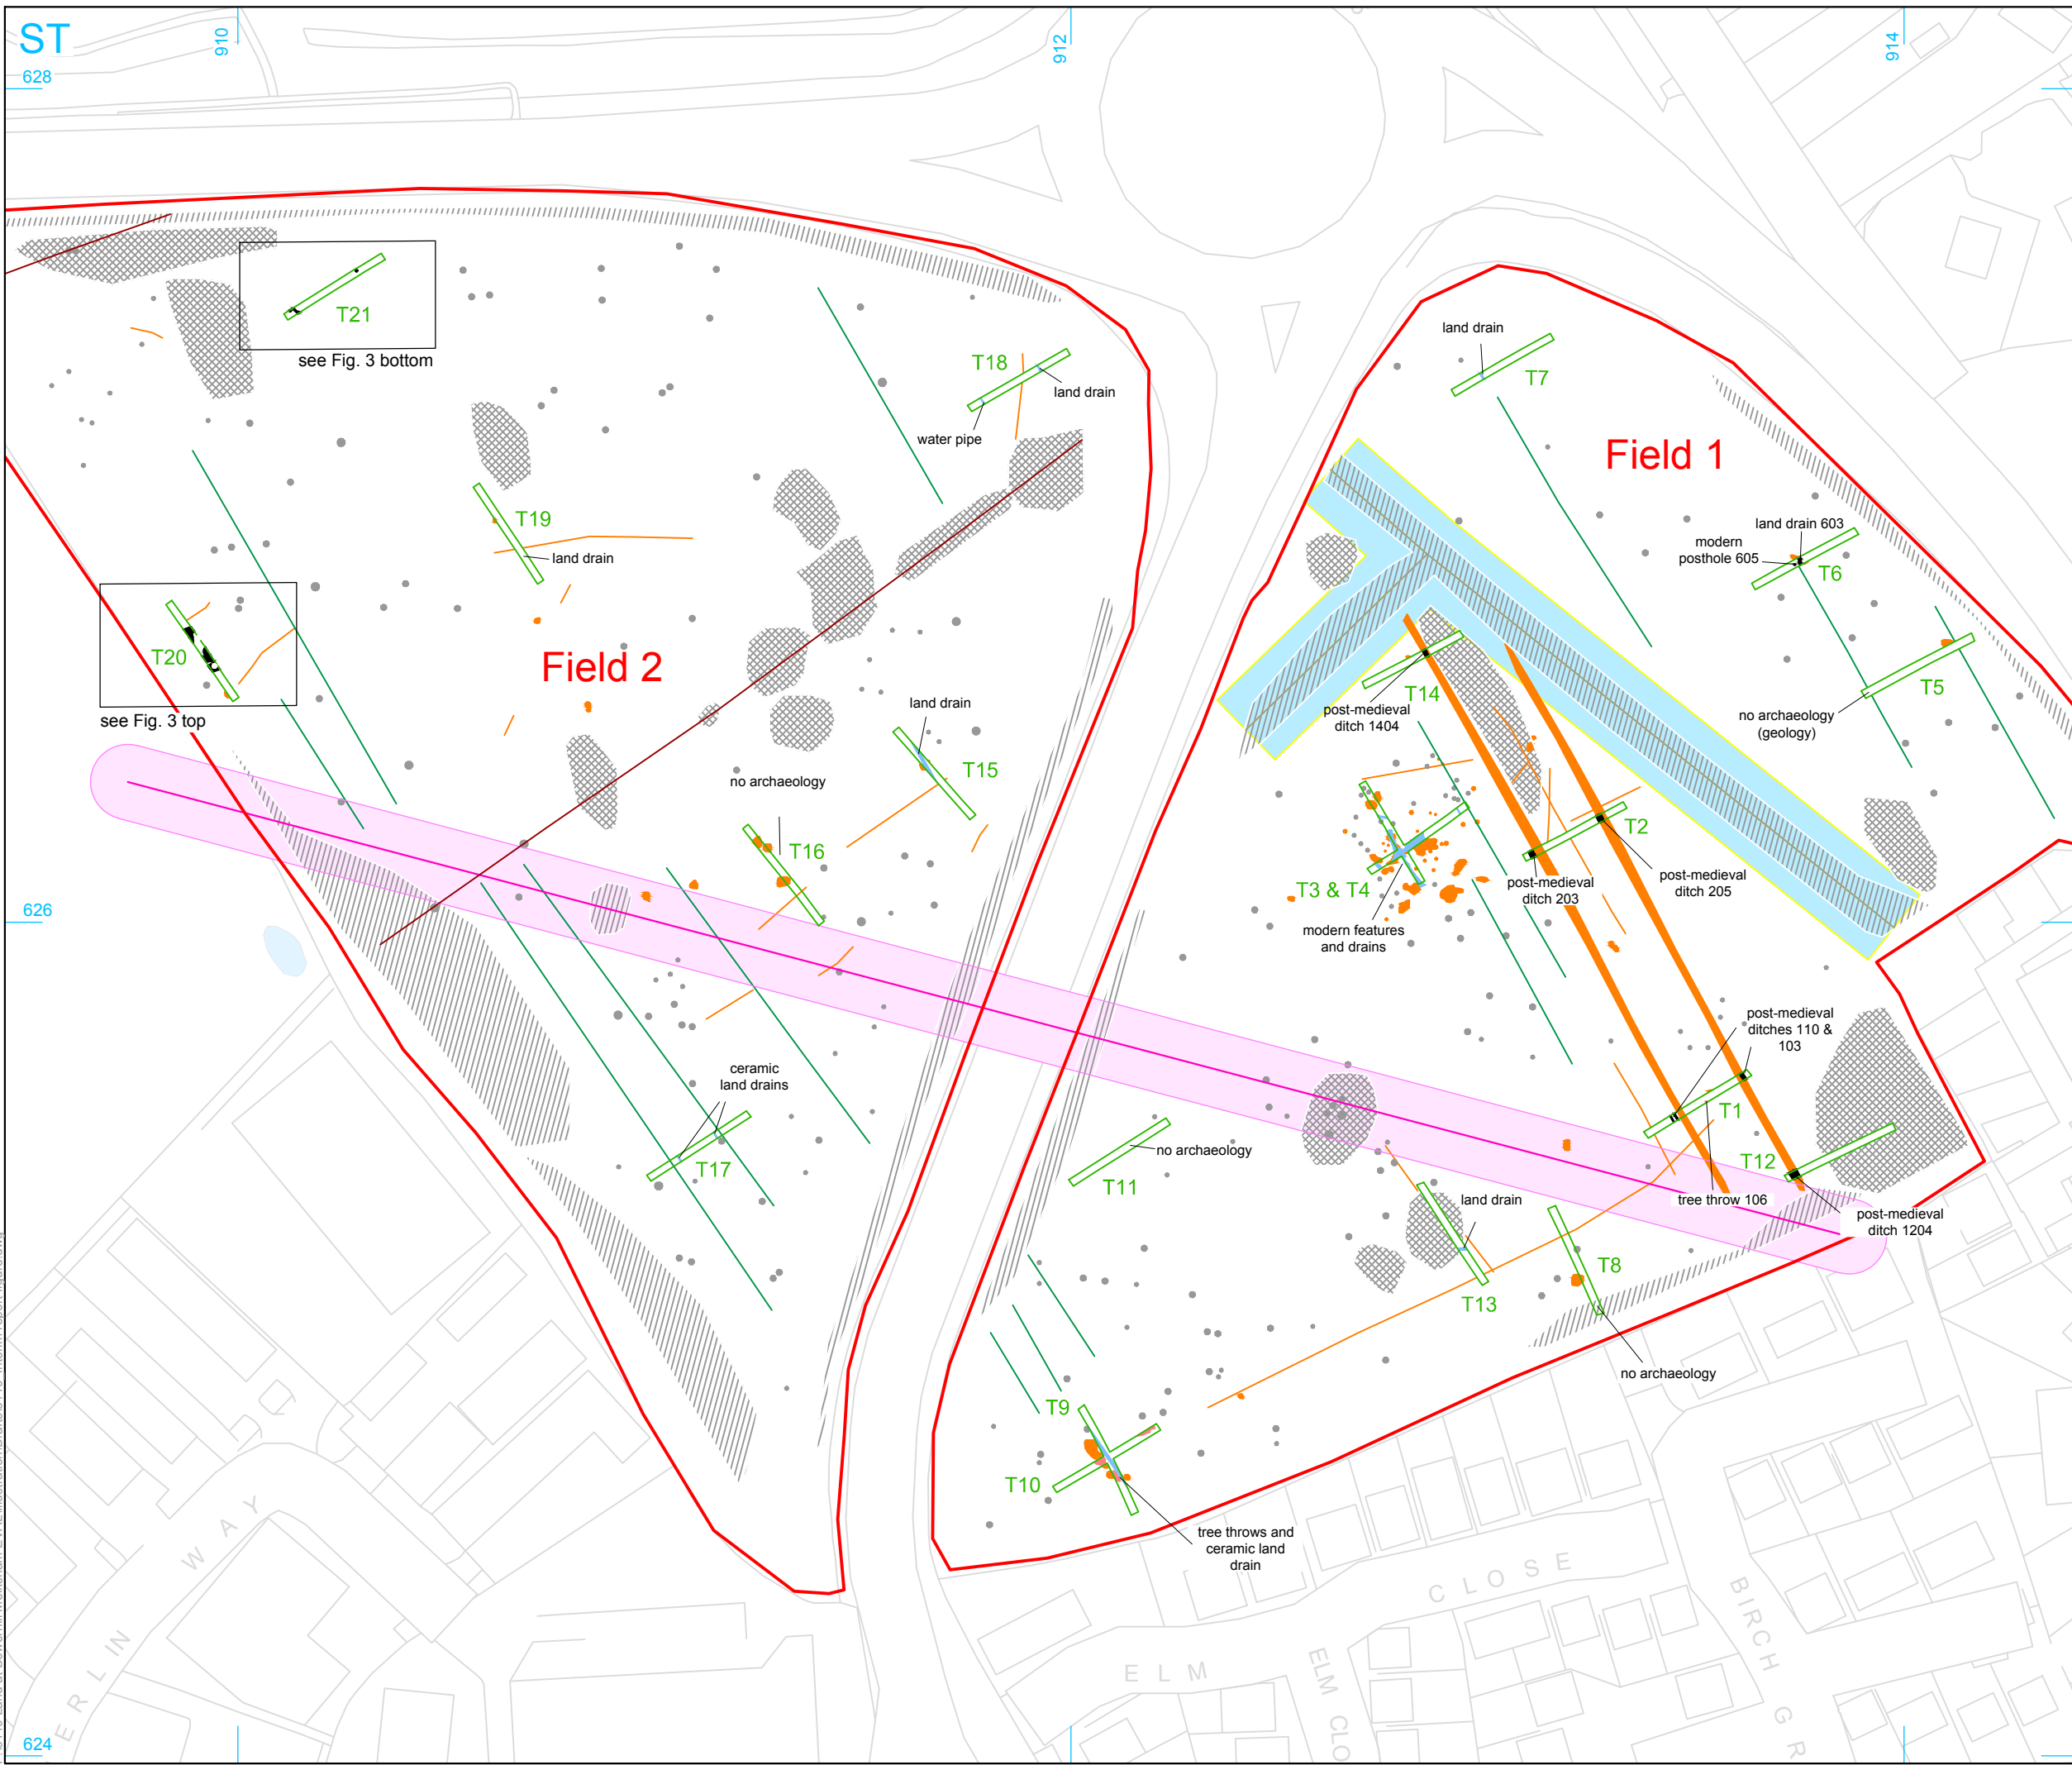 ST
910
912
914
628
T21
see Fig. 3 bottom
T18
land drain
water pipe
land drain
T7
Field 1
T19
land drain
land drain 603
modern
posthole 605
T6
T20
see Fig. 3 top
Field 2
T14
post-medieval
ditch 1404
T5
no archaeology
(geology)
land drain
T15
no archaeology
T16
T2
post-medieval
ditch 205
post-medieval
ditch 203
T3 & T4
modern features
and drains
626
post-medieval
ditches 110 &
103
ceramic
land drains
T17
T1
no archaeology
T11
T12
tree throw 106
land drain
post-medieval
ditch 1204
T8
T13
no archaeology
T9
T10
tree throws and
ceramic land
drain
ERLIN WAY
ELM CLOSE
ELM CLO
BIRCH GR
624